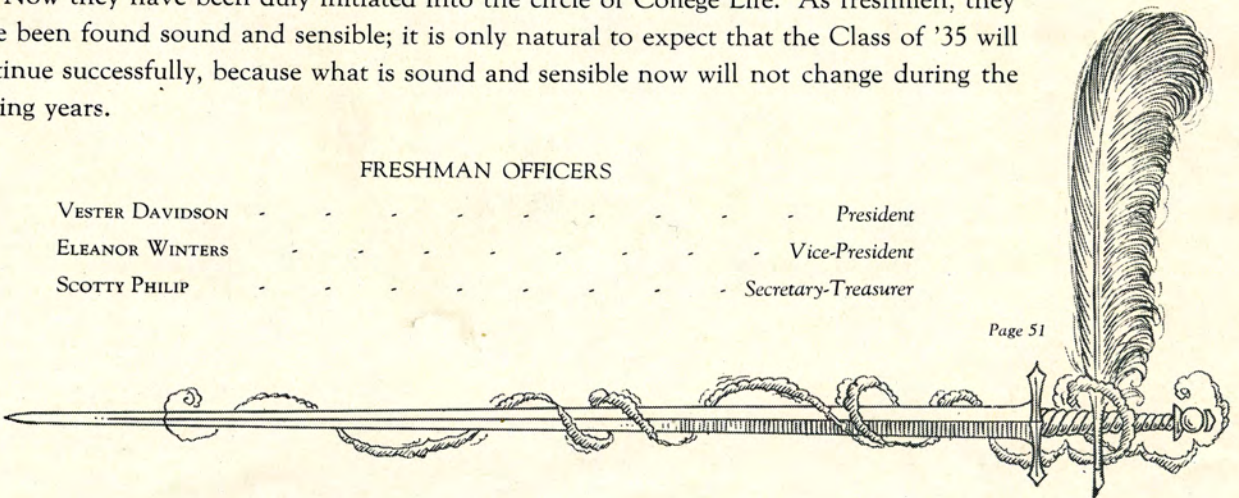 Now they have been duly initiated into the circle of College Life. As freshmen, they
e been found sound and sensible; it is only natural to expect that the Class of '35 will
tinue successfully, because what is sound and sensible now will not change during the
ing years.
FRESHMAN OFFICERS
VESTER DAVIDSON - - - - - - - - - President
ELEANOR WINTERS - - - - - - - - Vice-President
SCOTTY PHILIP - - - - - - - - Secretary-Treasurer
Page 51